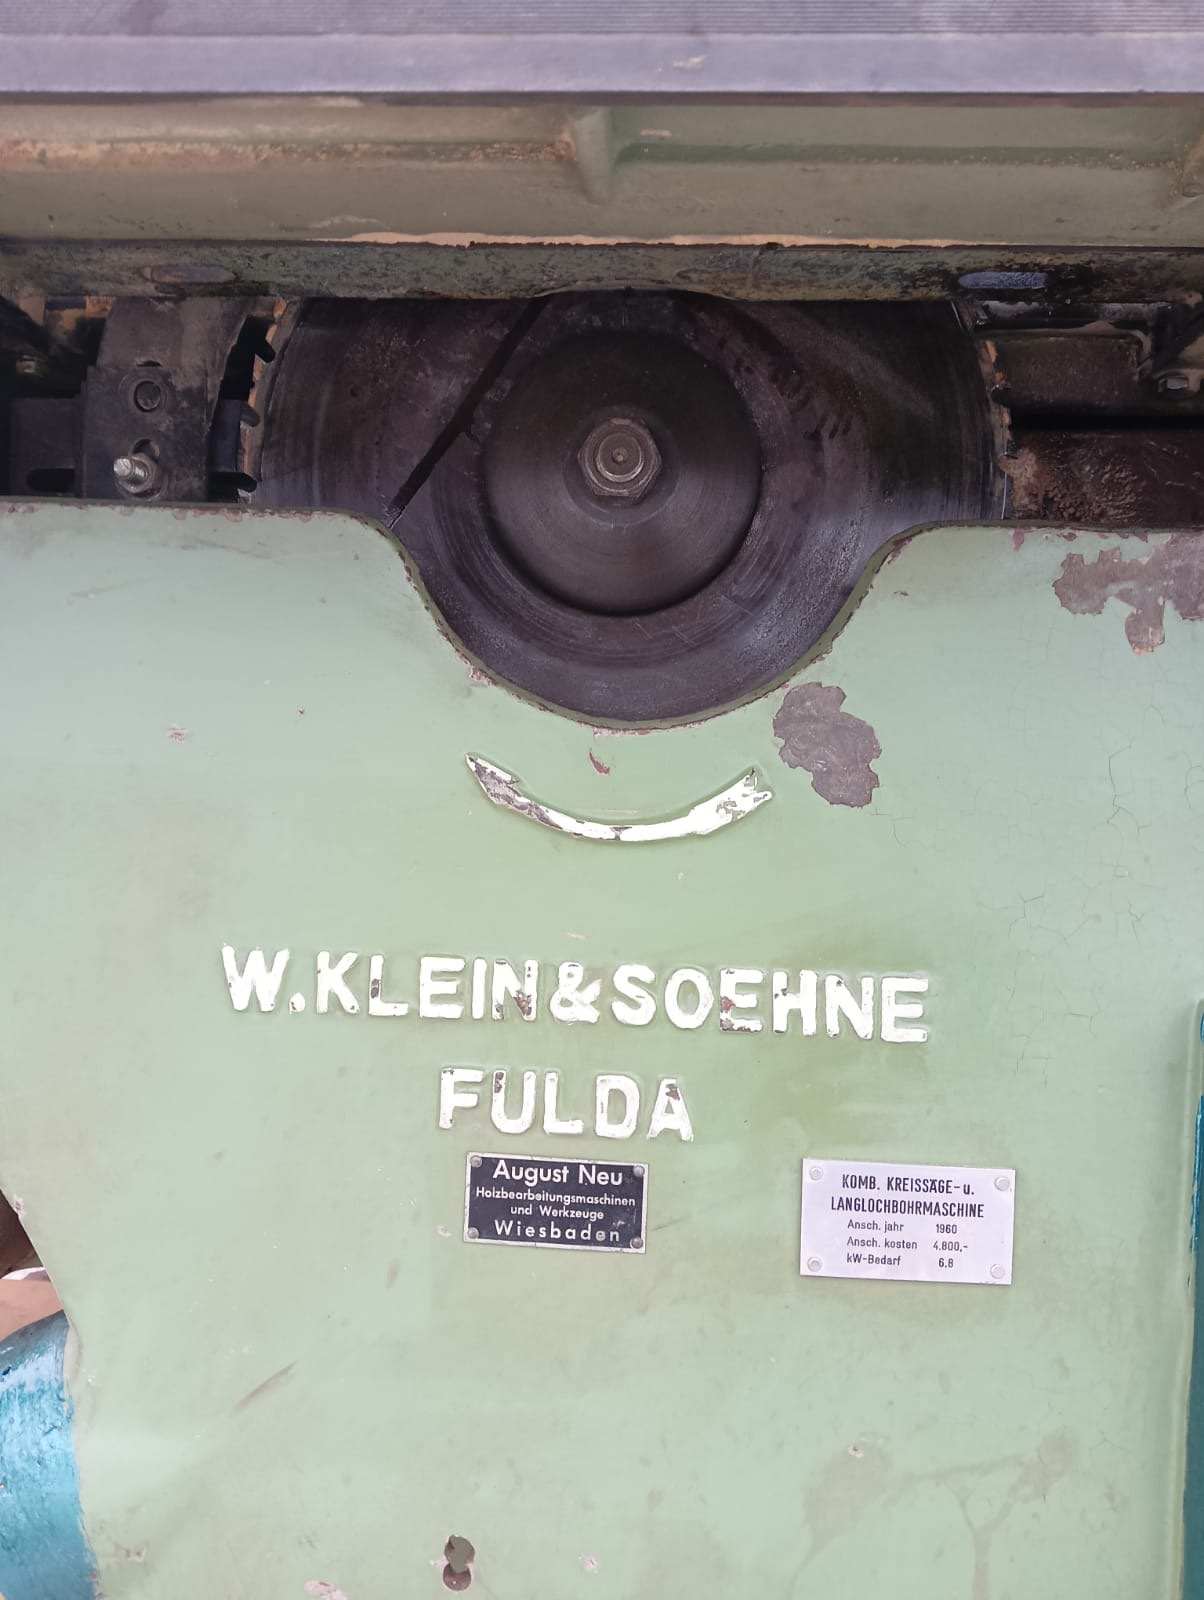 W.KLEIN&SOEHNE
FULDA
August Neu
Holzbearbeitungsmaschinen
und Werkzeuge
Wiesbaden
KOMB. KREISSÄGE-u.
LANGLOCHBOHRMASCHINE
Ansch. jahr 1960
Ansch. kosten 4.800,-
kW-Bedarf 6.8